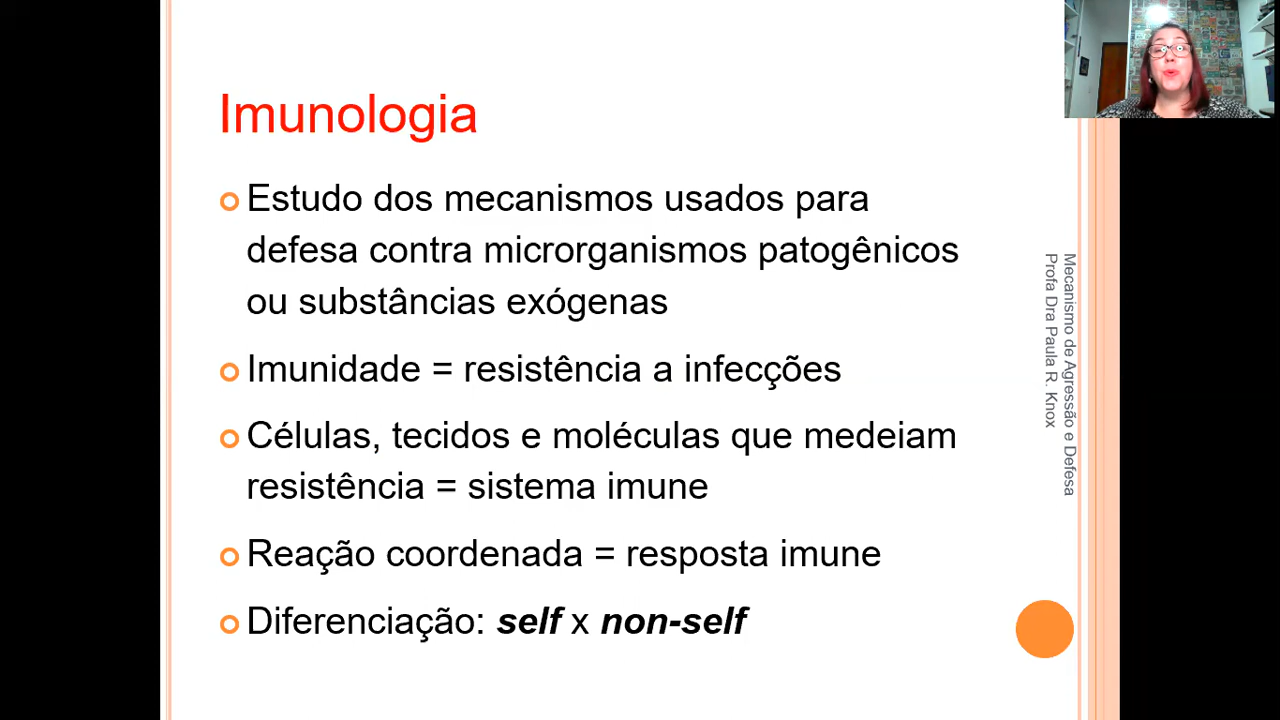 Imunologia
Estudo dos mecanismos usados para
defesa contra microrganismos patogênicos
ou substâncias exógenas
Imunidade = resistência a infecções
Células, tecidos e moléculas que medeiam
resistência = sistema imune
Reação coordenada = resposta imune
Diferenciação: self x non-self
Mecanismo de Agressão e Defesa
Profa Dra Paula R. Knox